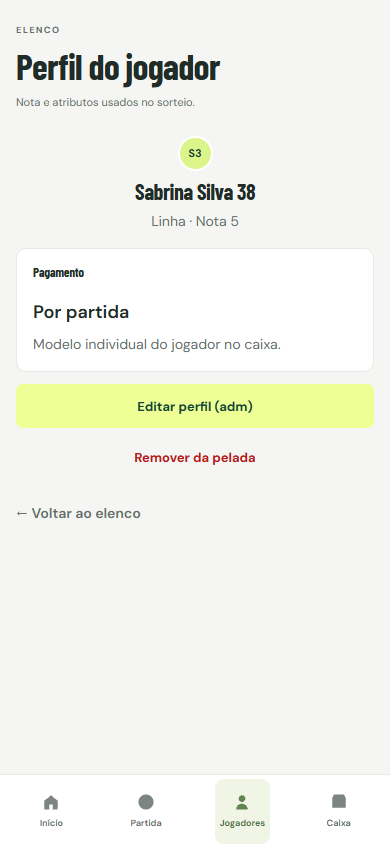 ELENCO
Perfil do jogador
Nota e atributos usados no sorteio.
S3
Sabrina Silva 38
Linha · Nota 5
Pagamento
Por partida
Modelo individual do jogador no caixa.
Editar perfil (adm)
Remover da pelada
← Voltar ao elenco
Início Partida Jogadores Caixa